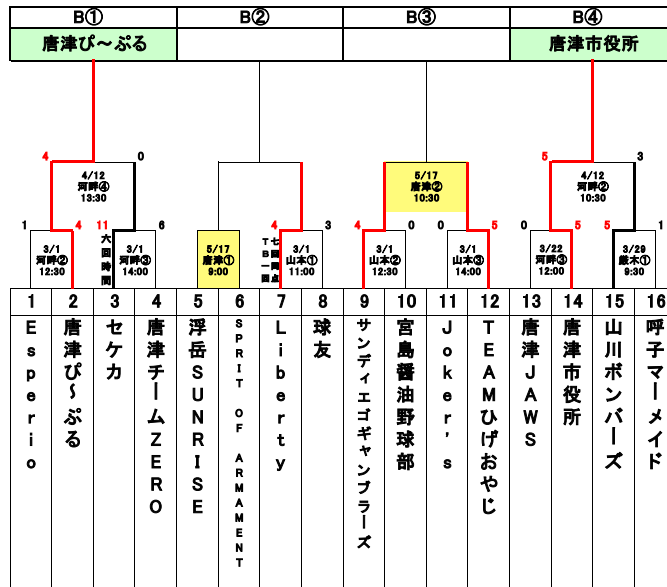 B① B② B③ B④
唐津ぴ～ぷる 唐津市役所
4 0 5 3
4/12
河畔④
13:30
5/17
唐津②
10:30
4/12
河畔②
10:30
1 4 11 6 4 3 4 0 0 5 0 5 5 1
六回時間
七回同点
TB一回
3/1
河畔②
12:30
3/1
河畔③
14:00
5/17
唐津①
9:00
3/1
山本①
11:00
3/1
山本②
12:30
3/1
山本③
14:00
3/22
河畔③
12:00
3/29
厳木①
9:30
1 2 3 4 5 6 7 8 9 10 11 12 13 14 15 16
Esperio
唐津ぴ～ぷる
セケカ
唐津チームZERO
浮岳SUNRISE
SPRIT OF ARMAMENT
Liberty
球友
サンディエゴギャンブラーズ
宮島醤油野球部
Joker's
TEAMひげおやじ
唐津JAWS
唐津市役所
山川ボンバーズ
呼子マーメイド